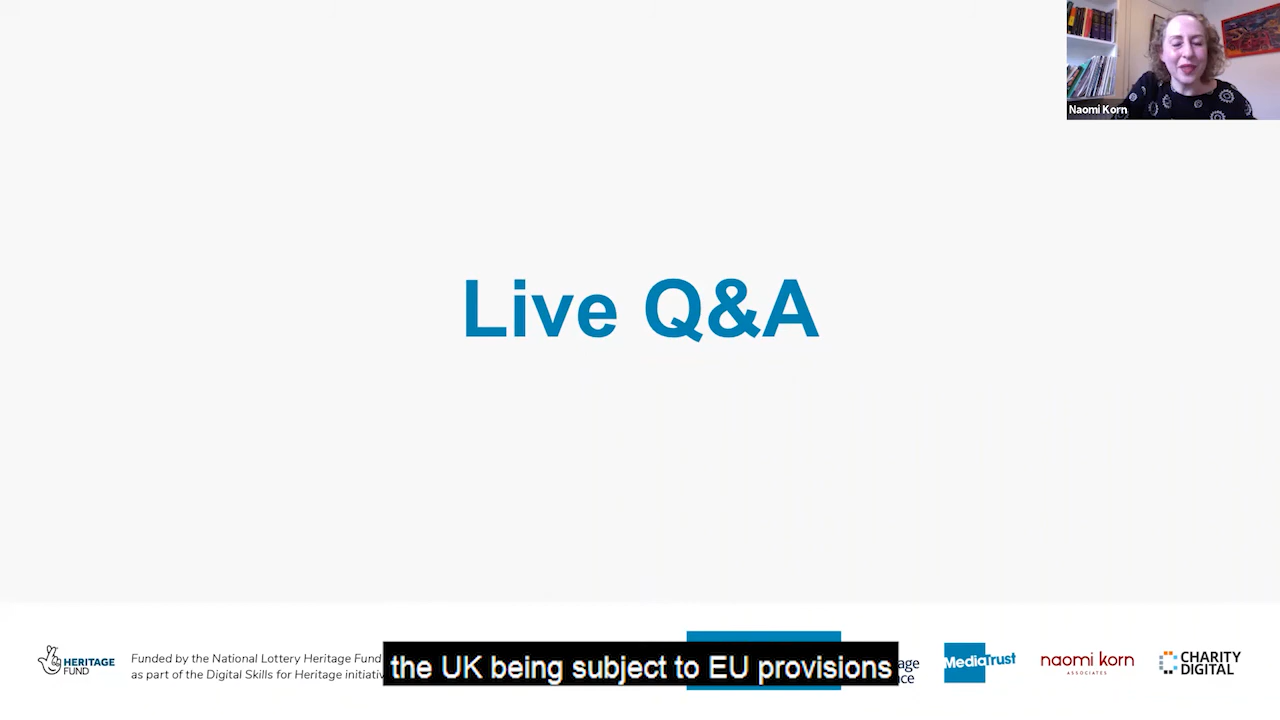 Naomi Korn
Live Q&A
HERITAGE
FUND
Funded by the National Lottery Heritage Fund
as part of the Digital Skills for Heritage
the UK being subject to EU provisions
MediaTrust
naomi korn
ASSOCIATES
CHARITY
DIGITAL